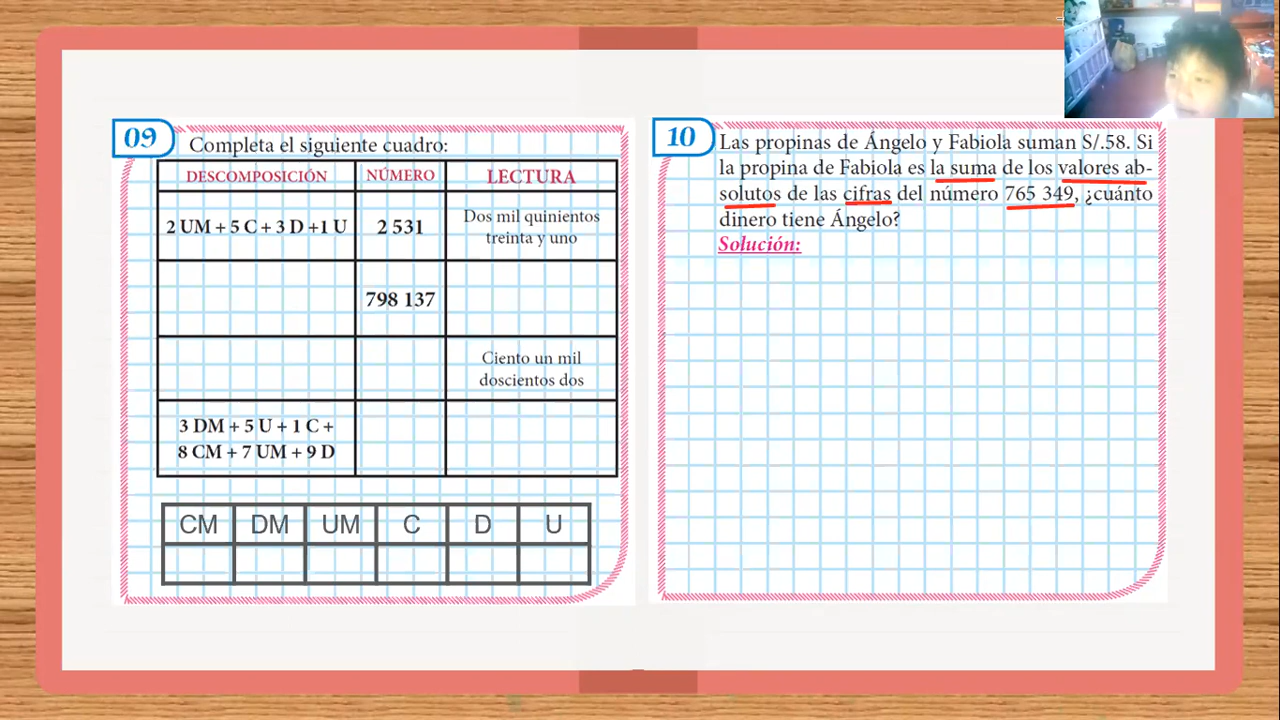 09
Completa el siguiente cuadro:
DESCOMPOSICIÓN NÚMERO LECTURA
2 UM + 5 C + 3 D +1 U 2 531 Dos mil quinientos
treinta y uno
798 137
Ciento un mil
doscientos dos
3 DM + 5 U + 1 C +
8 CM + 7 UM + 9 D
CM DM UM C D U
10
Las propinas de Ángelo y Fabiola suman S/.58. Si
la propina de Fabiola es la suma de los valores ab-
solutos de las cifras del número 765 349, ¿cuánto
dinero tiene Ángelo?
Solución: